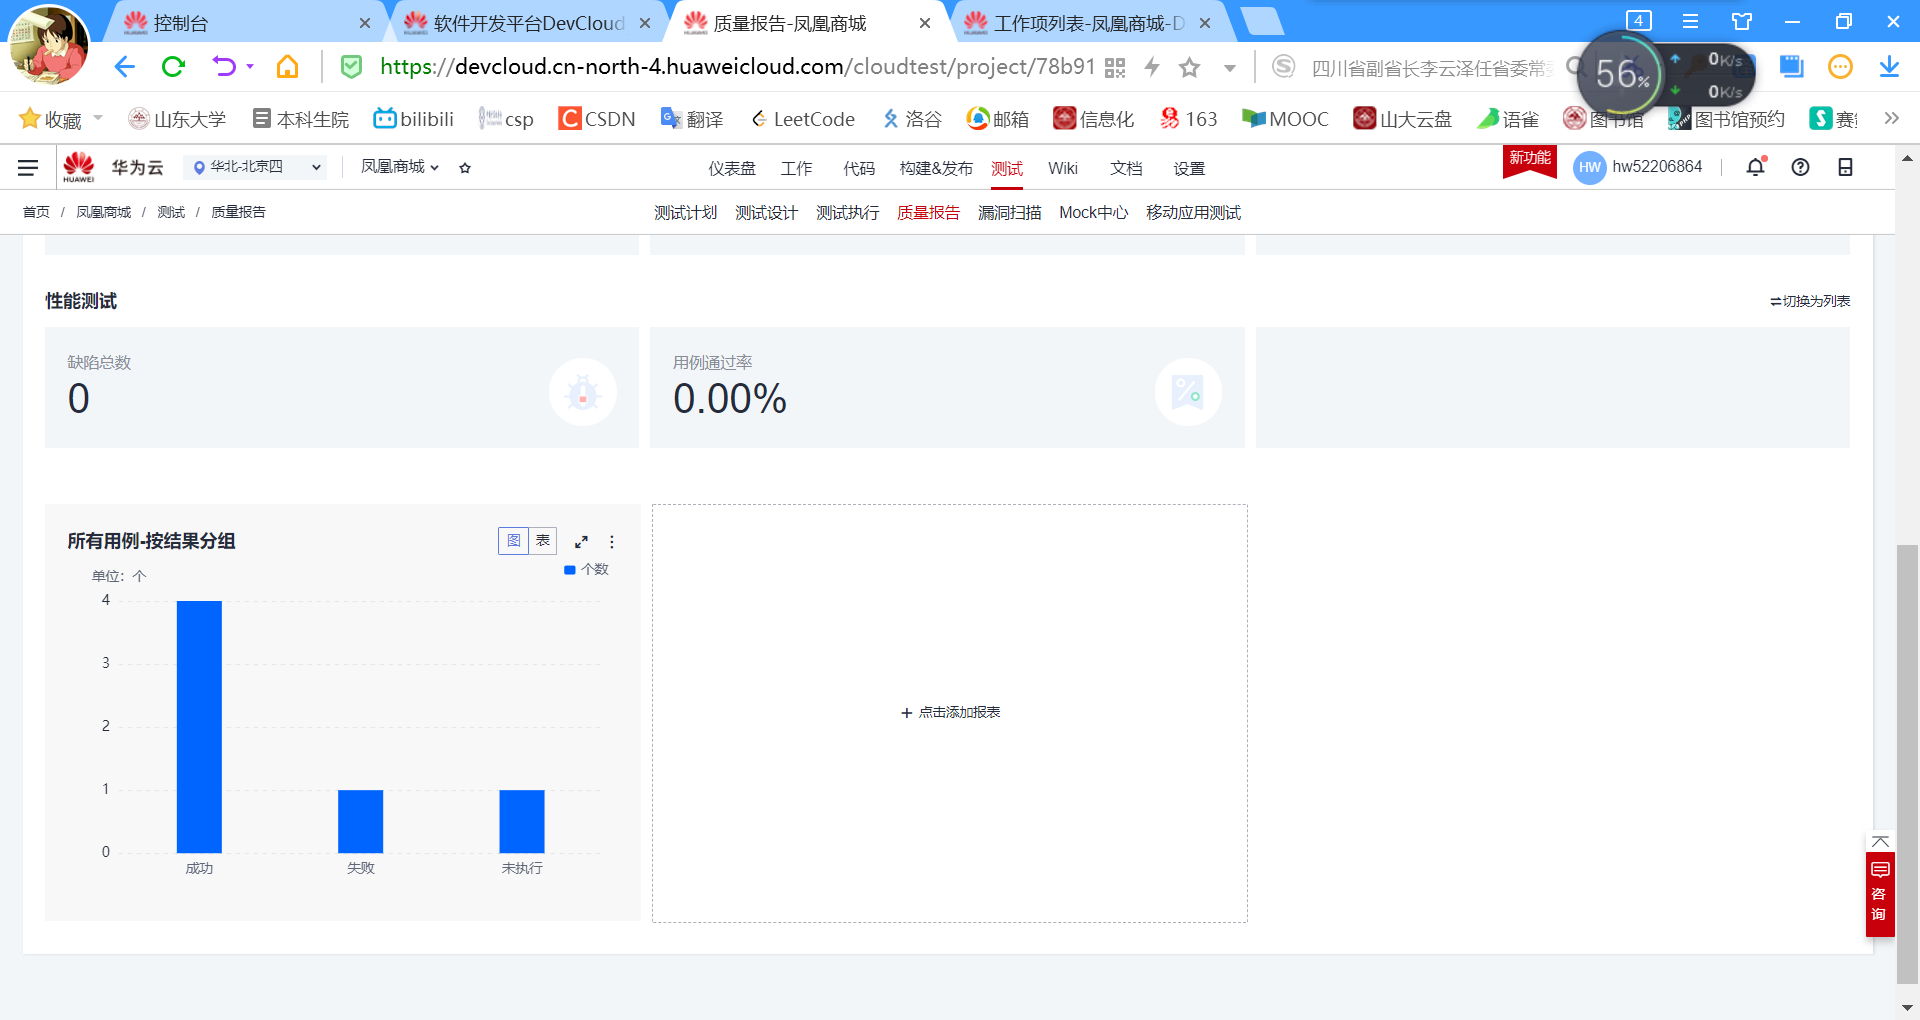 控制台
软件开发平台DevCloud
质量报告-凤凰商城
工作项列表-凤凰商城-D
4
https://devcloud.cn-north-4.huaweicloud.com/cloudtest/project/78b91
四川省副省长李云泽任省委常
56%
0K/s
0K/s
收藏
山东大学
本科生院
bilibili
csp
CSDN
翻译
LeetCode
洛谷
邮箱
信息化
163
MOOC
山大云盘
语雀
图书馆
图书馆预约
HUAWEI
华为云
华北-北京四
凤凰商城
仪表盘
工作
代码
构建&发布
测试
Wiki
文档
设置
新功能
HW
hw52206864
首页 / 凤凰商城 / 测试 / 质量报告
测试计划
测试设计
测试执行
质量报告
漏洞扫描
Mock中心
移动应用测试
性能测试
切换为列表
缺陷总数
0
用例通过率
0.00%
所有用例-按结果分组
图
表
单位: 个
个数
4
3
2
1
0
成功
失败
未执行
+ 点击添加报表
咨
询